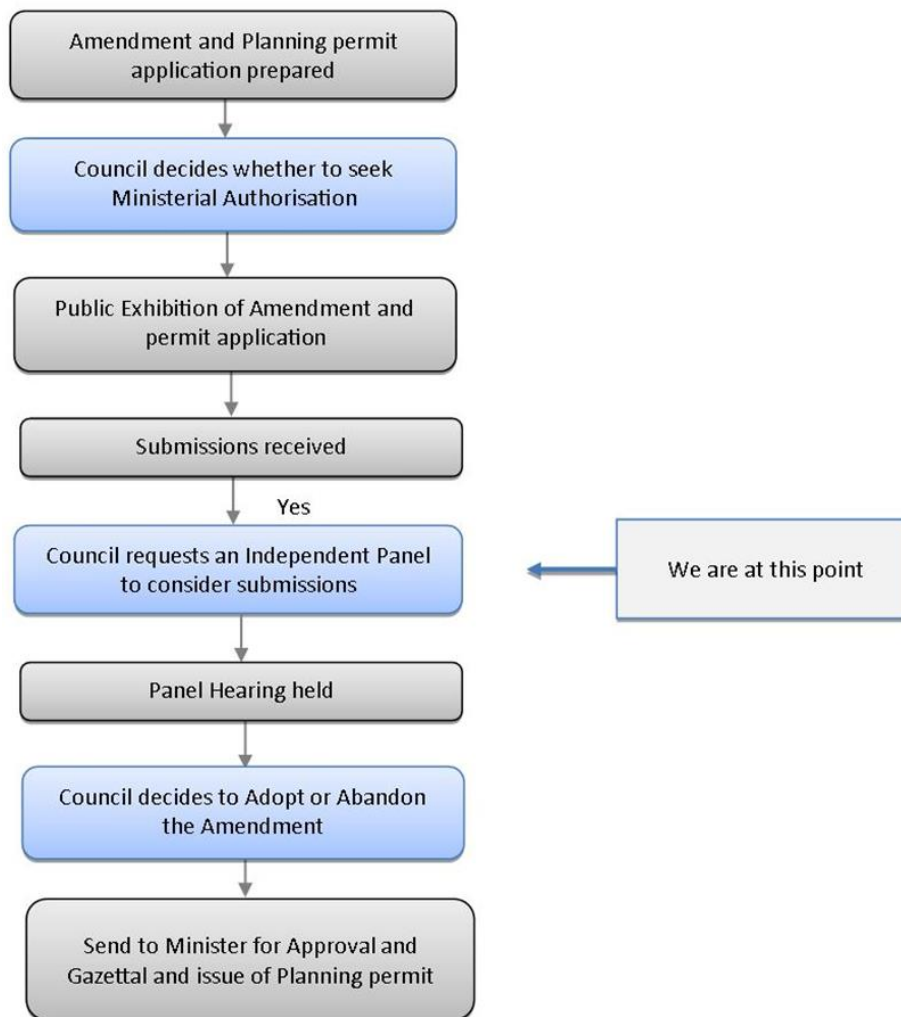 Amendment and Planning permit
application prepared
Council decides whether to seek
Ministerial Authorisation
Public Exhibition of Amendment and
permit application
Submissions received
Yes
Council requests an Independent Panel
to consider submissions
We are at this point
Panel Hearing held
Council decides to Adopt or Abandon
the Amendment
Send to Minister for Approval and
Gazettal and issue of Planning permit